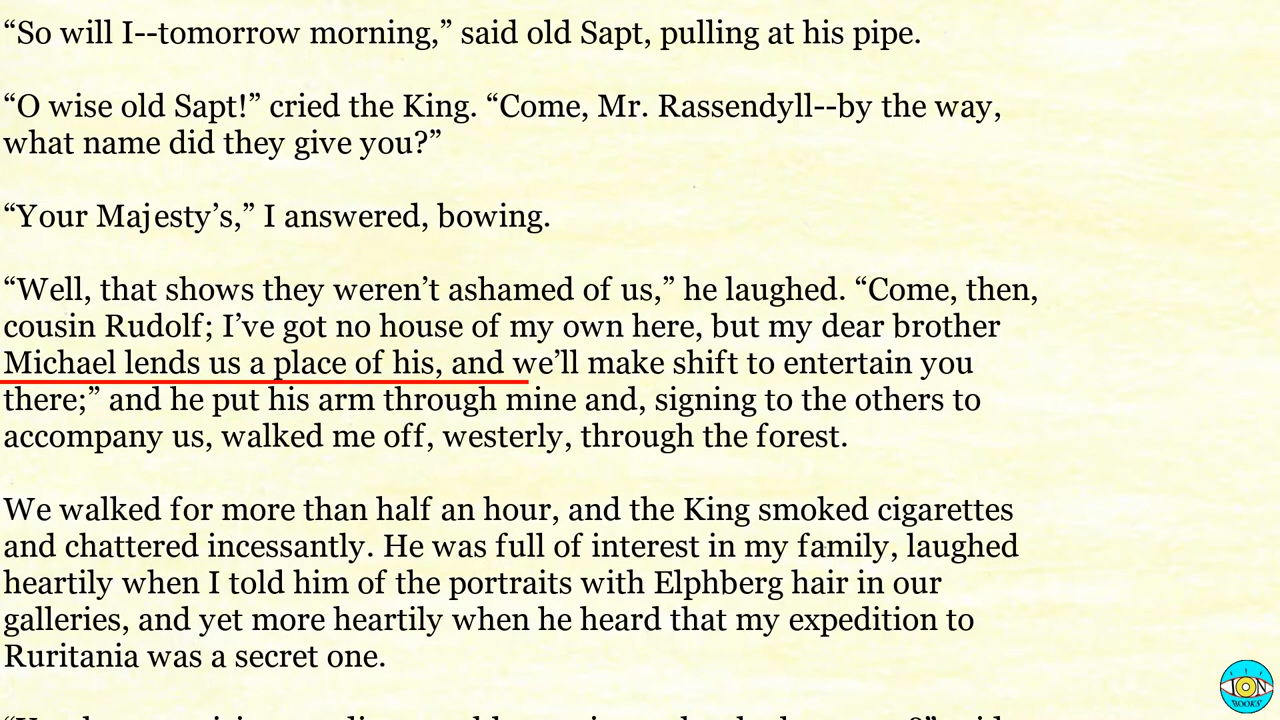 “So will I--tomorrow morning,” said old Sapt, pulling at his pipe.
“O wise old Sapt!” cried the King. “Come, Mr. Rassendyll--by the way,
what name did they give you?”
“Your Majesty’s,” I answered, bowing.
“Well, that shows they weren’t ashamed of us,” he laughed. “Come, then,
cousin Rudolf; I’ve got no house of my own here, but my dear brother
Michael lends us a place of his, and we’ll make shift to entertain you
there;” and he put his arm through mine and, signing to the others to
accompany us, walked me off, westerly, through the forest.
We walked for more than half an hour, and the King smoked cigarettes
and chattered incessantly. He was full of interest in my family, laughed
heartily when I told him of the portraits with Elphberg hair in our
galleries, and yet more heartily when he heard that my expedition to
Ruritania was a secret one.
ION
BOOKS